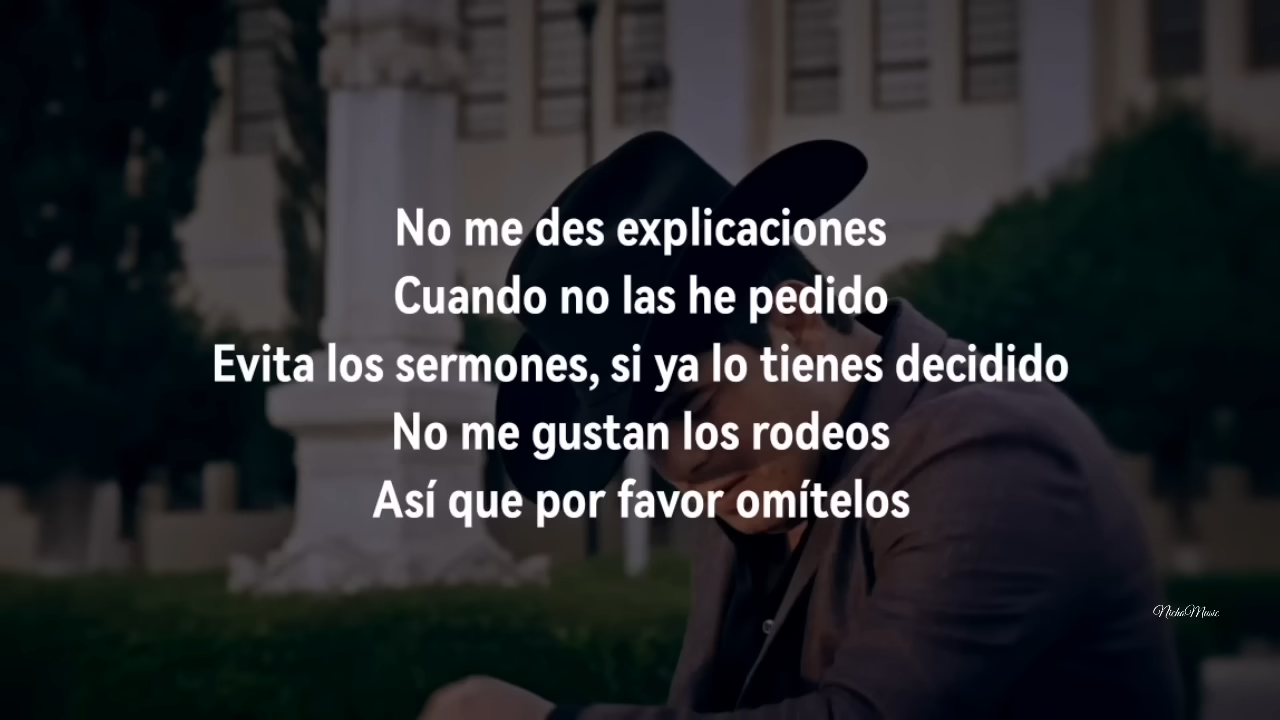 No me des explicaciones
Cuando no las he pedido
Evita los sermones, si ya lo tienes decidido
No me gustan los rodeos
Así que por favor omítelos
NichoMusic